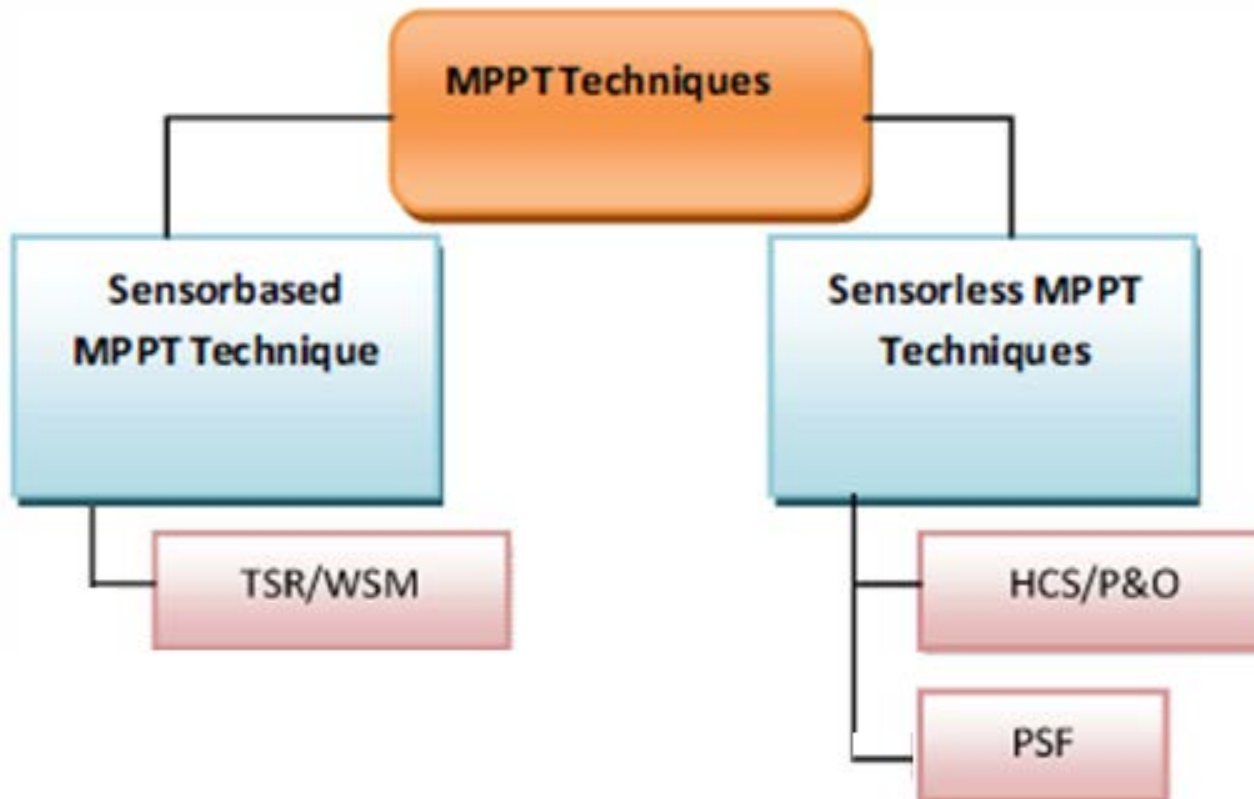 MPPT Techniques
Sensorbased
MPPT Technique
Sensorless MPPT
Techniques
TSR/WSM
HCS/P&O
PSF